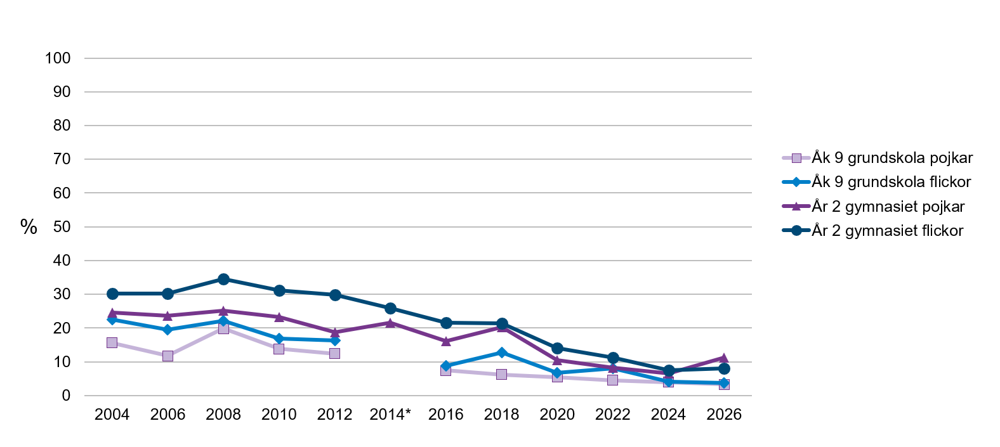 100
90
80
70
60
% 50
40
30
20
10
0
2004 2006 2008 2010 2012 2014* 2016 2018 2020 2022 2024 2026
Åk 9 grundskola pojkar
Åk 9 grundskola flickor
År 2 gymnasiet pojkar
År 2 gymnasiet flickor